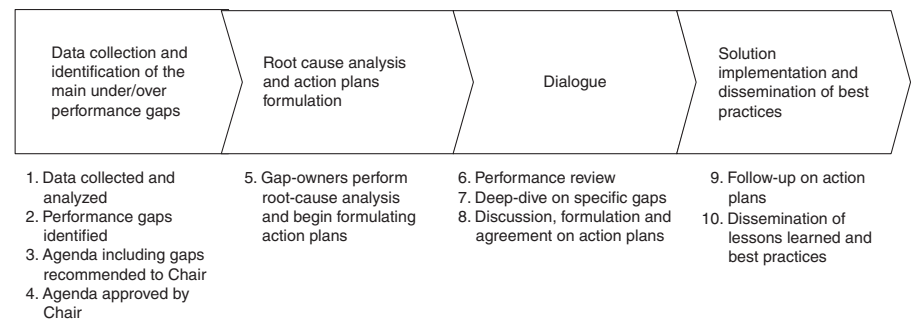 Data collection and
identification of the
main under/over
performance gaps
Root cause analysis
and action plans
formulation
Dialogue
Solution
implementation and
dissemination of best
practices
1. Data collected and
analyzed
2. Performance gaps
identified
3. Agenda including gaps
recommended to Chair
4. Agenda approved by
Chair
5. Gap-owners perform
root-cause analysis
and begin formulating
action plans
6. Performance review
7. Deep-dive on specific gaps
8. Discussion, formulation and
agreement on action plans
9. Follow-up on action
plans
10. Dissemination of
lessons learned and
best practices